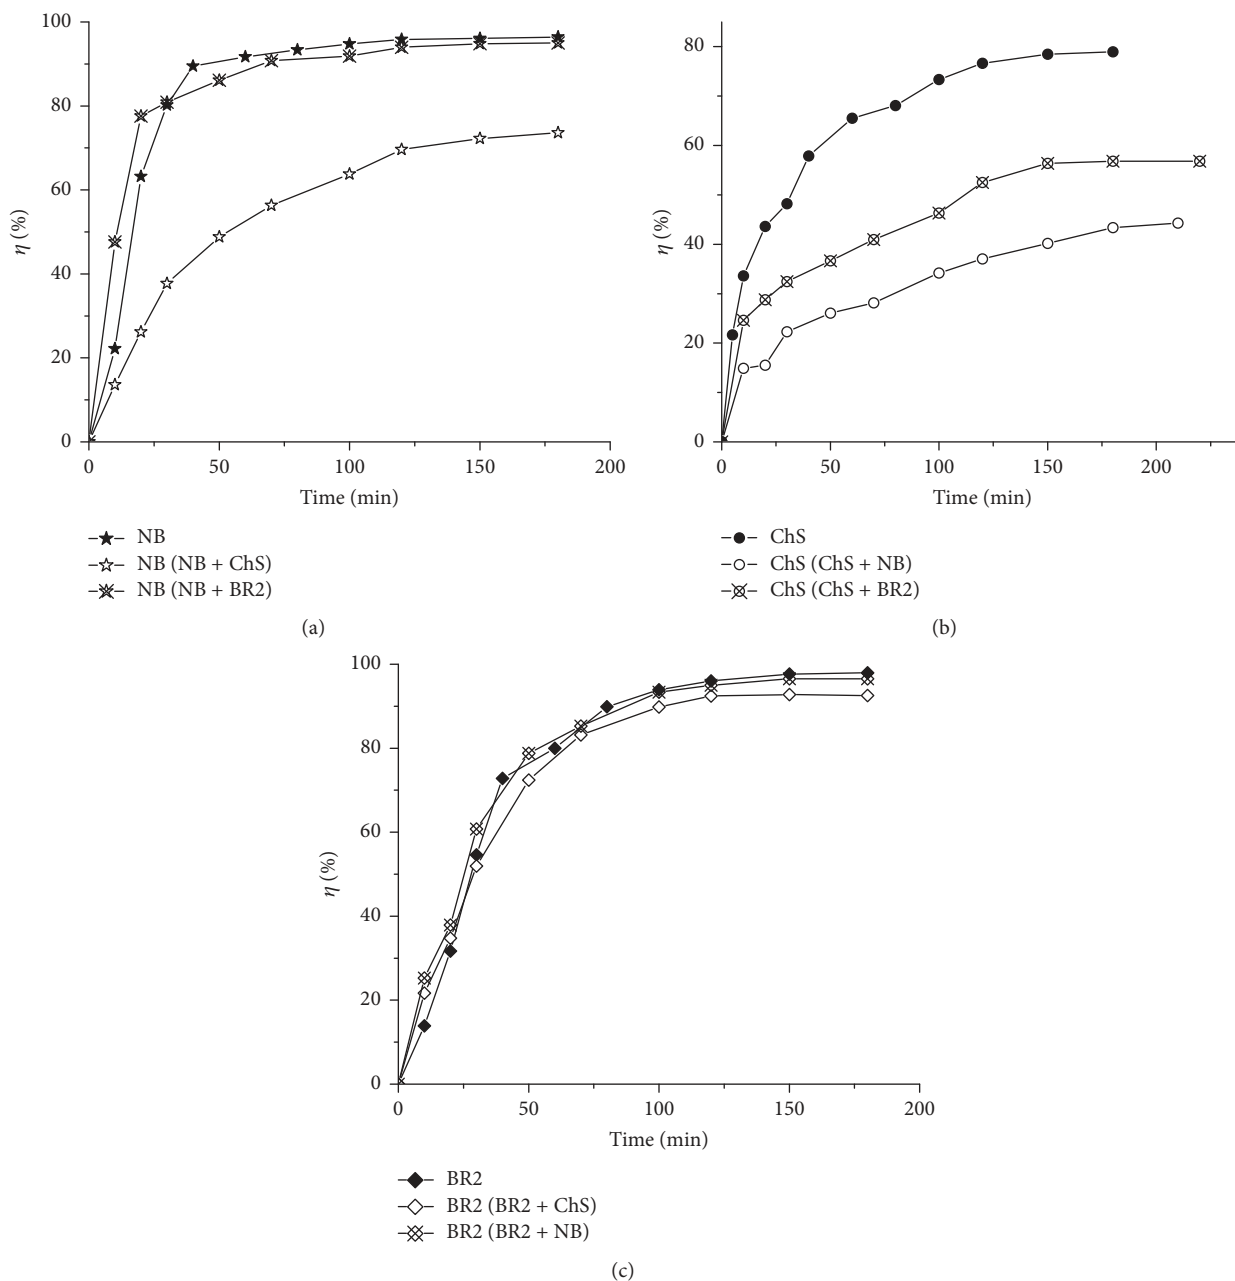 100
80
60
40
20
0
η (%)
0 50 100 150 200
Time (min)
NB
NB (NB + ChS)
NB (NB + BR2)
(a)
80
60
40
20
0
η (%)
0 50 100 150 200
Time (min)
ChS
ChS (ChS + NB)
ChS (ChS + BR2)
(b)
100
80
60
40
20
0
η (%)
0 50 100 150 200
Time (min)
BR2
BR2 (BR2 + ChS)
BR2 (BR2 + NB)
(c)